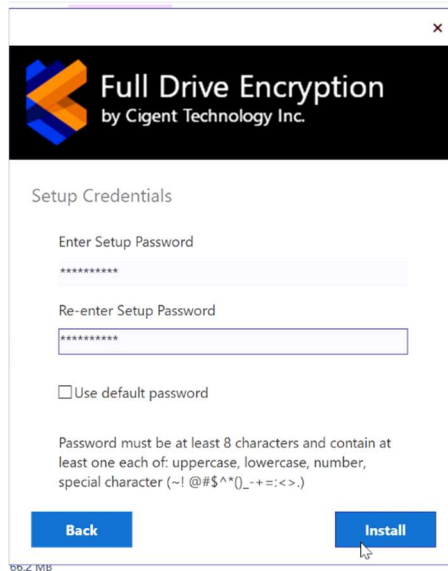 ×
Full Drive Encryption
by Cigent Technology Inc.
Setup Credentials
Enter Setup Password
**********
Re-enter Setup Password
**********
Use default password
Password must be at least 8 characters and contain at
least one each of: uppercase, lowercase, number,
special character (~! @#$^*()_-+=:<>.)
Back
Install
66.2 MB